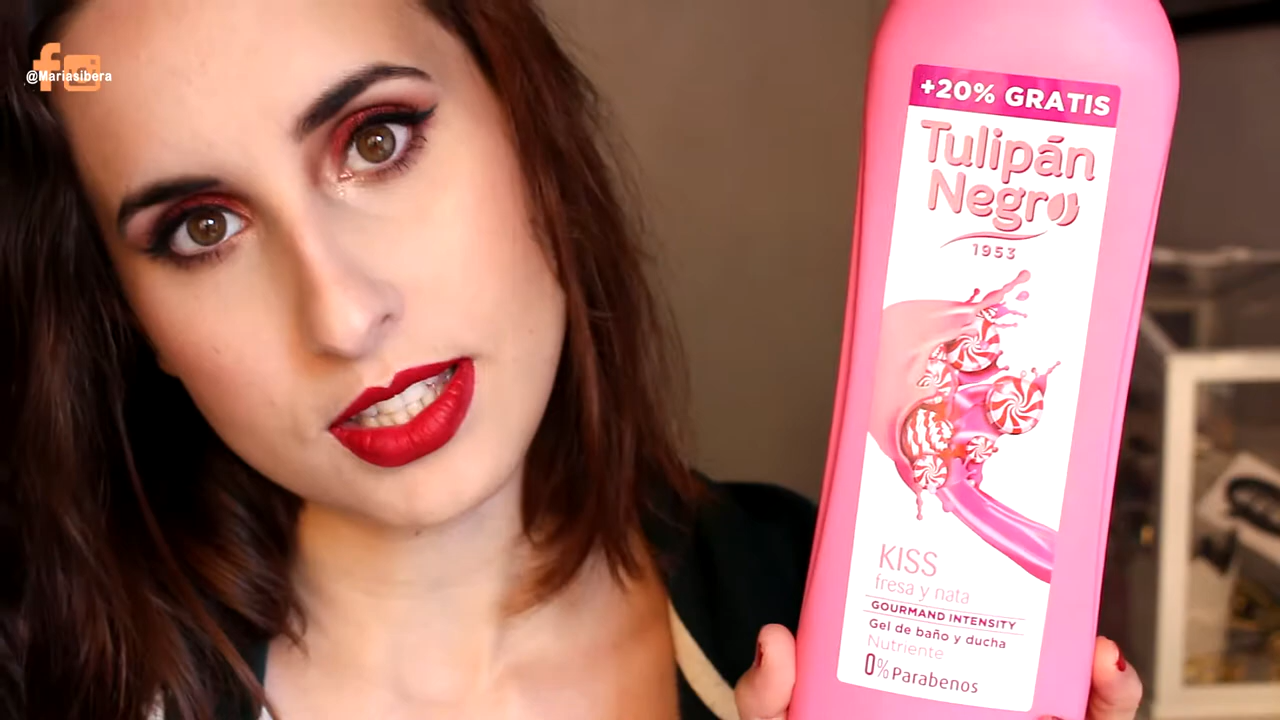 @Mariasibera
+20% GRATIS
Tulipán
Negro
1953
KISS
fresa y nata
GOURMAND INTENSITY
Gel de baño y ducha
Nutriente
0% Parabenos